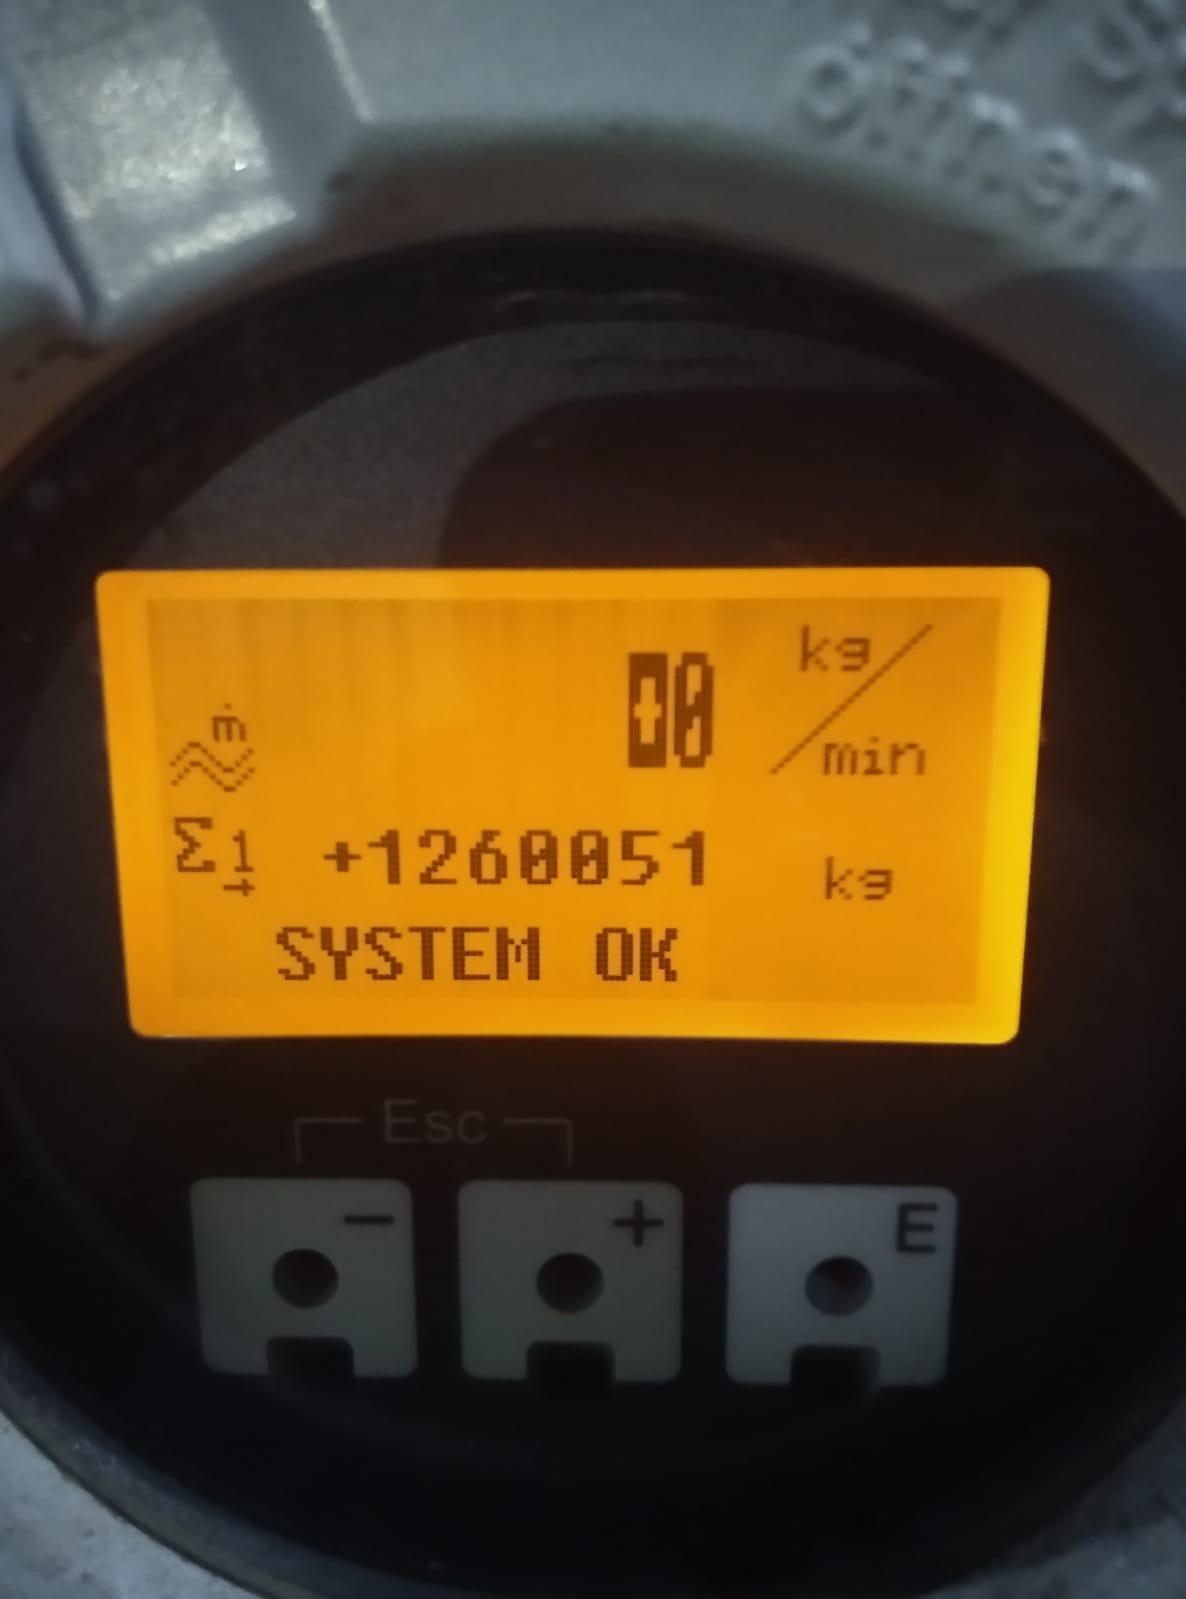 öffnen
+0 kg/min
ṁ
Σ1 +1260051 kg
SYSTEM OK
Esc
- + E